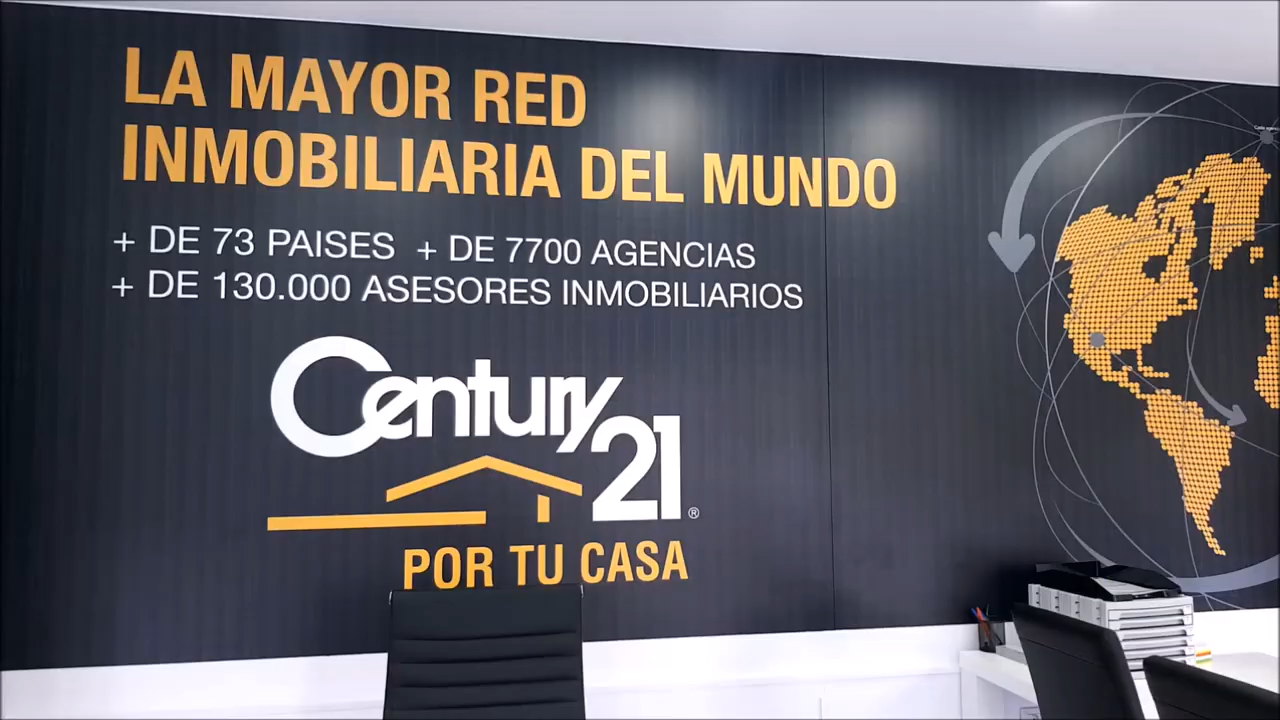 LA MAYOR RED
INMOBILIARIA DEL MUNDO
+ DE 73 PAISES + DE 7700 AGENCIAS
+ DE 130.000 ASESORES INMOBILIARIOS
Century
21®
POR TU CASA